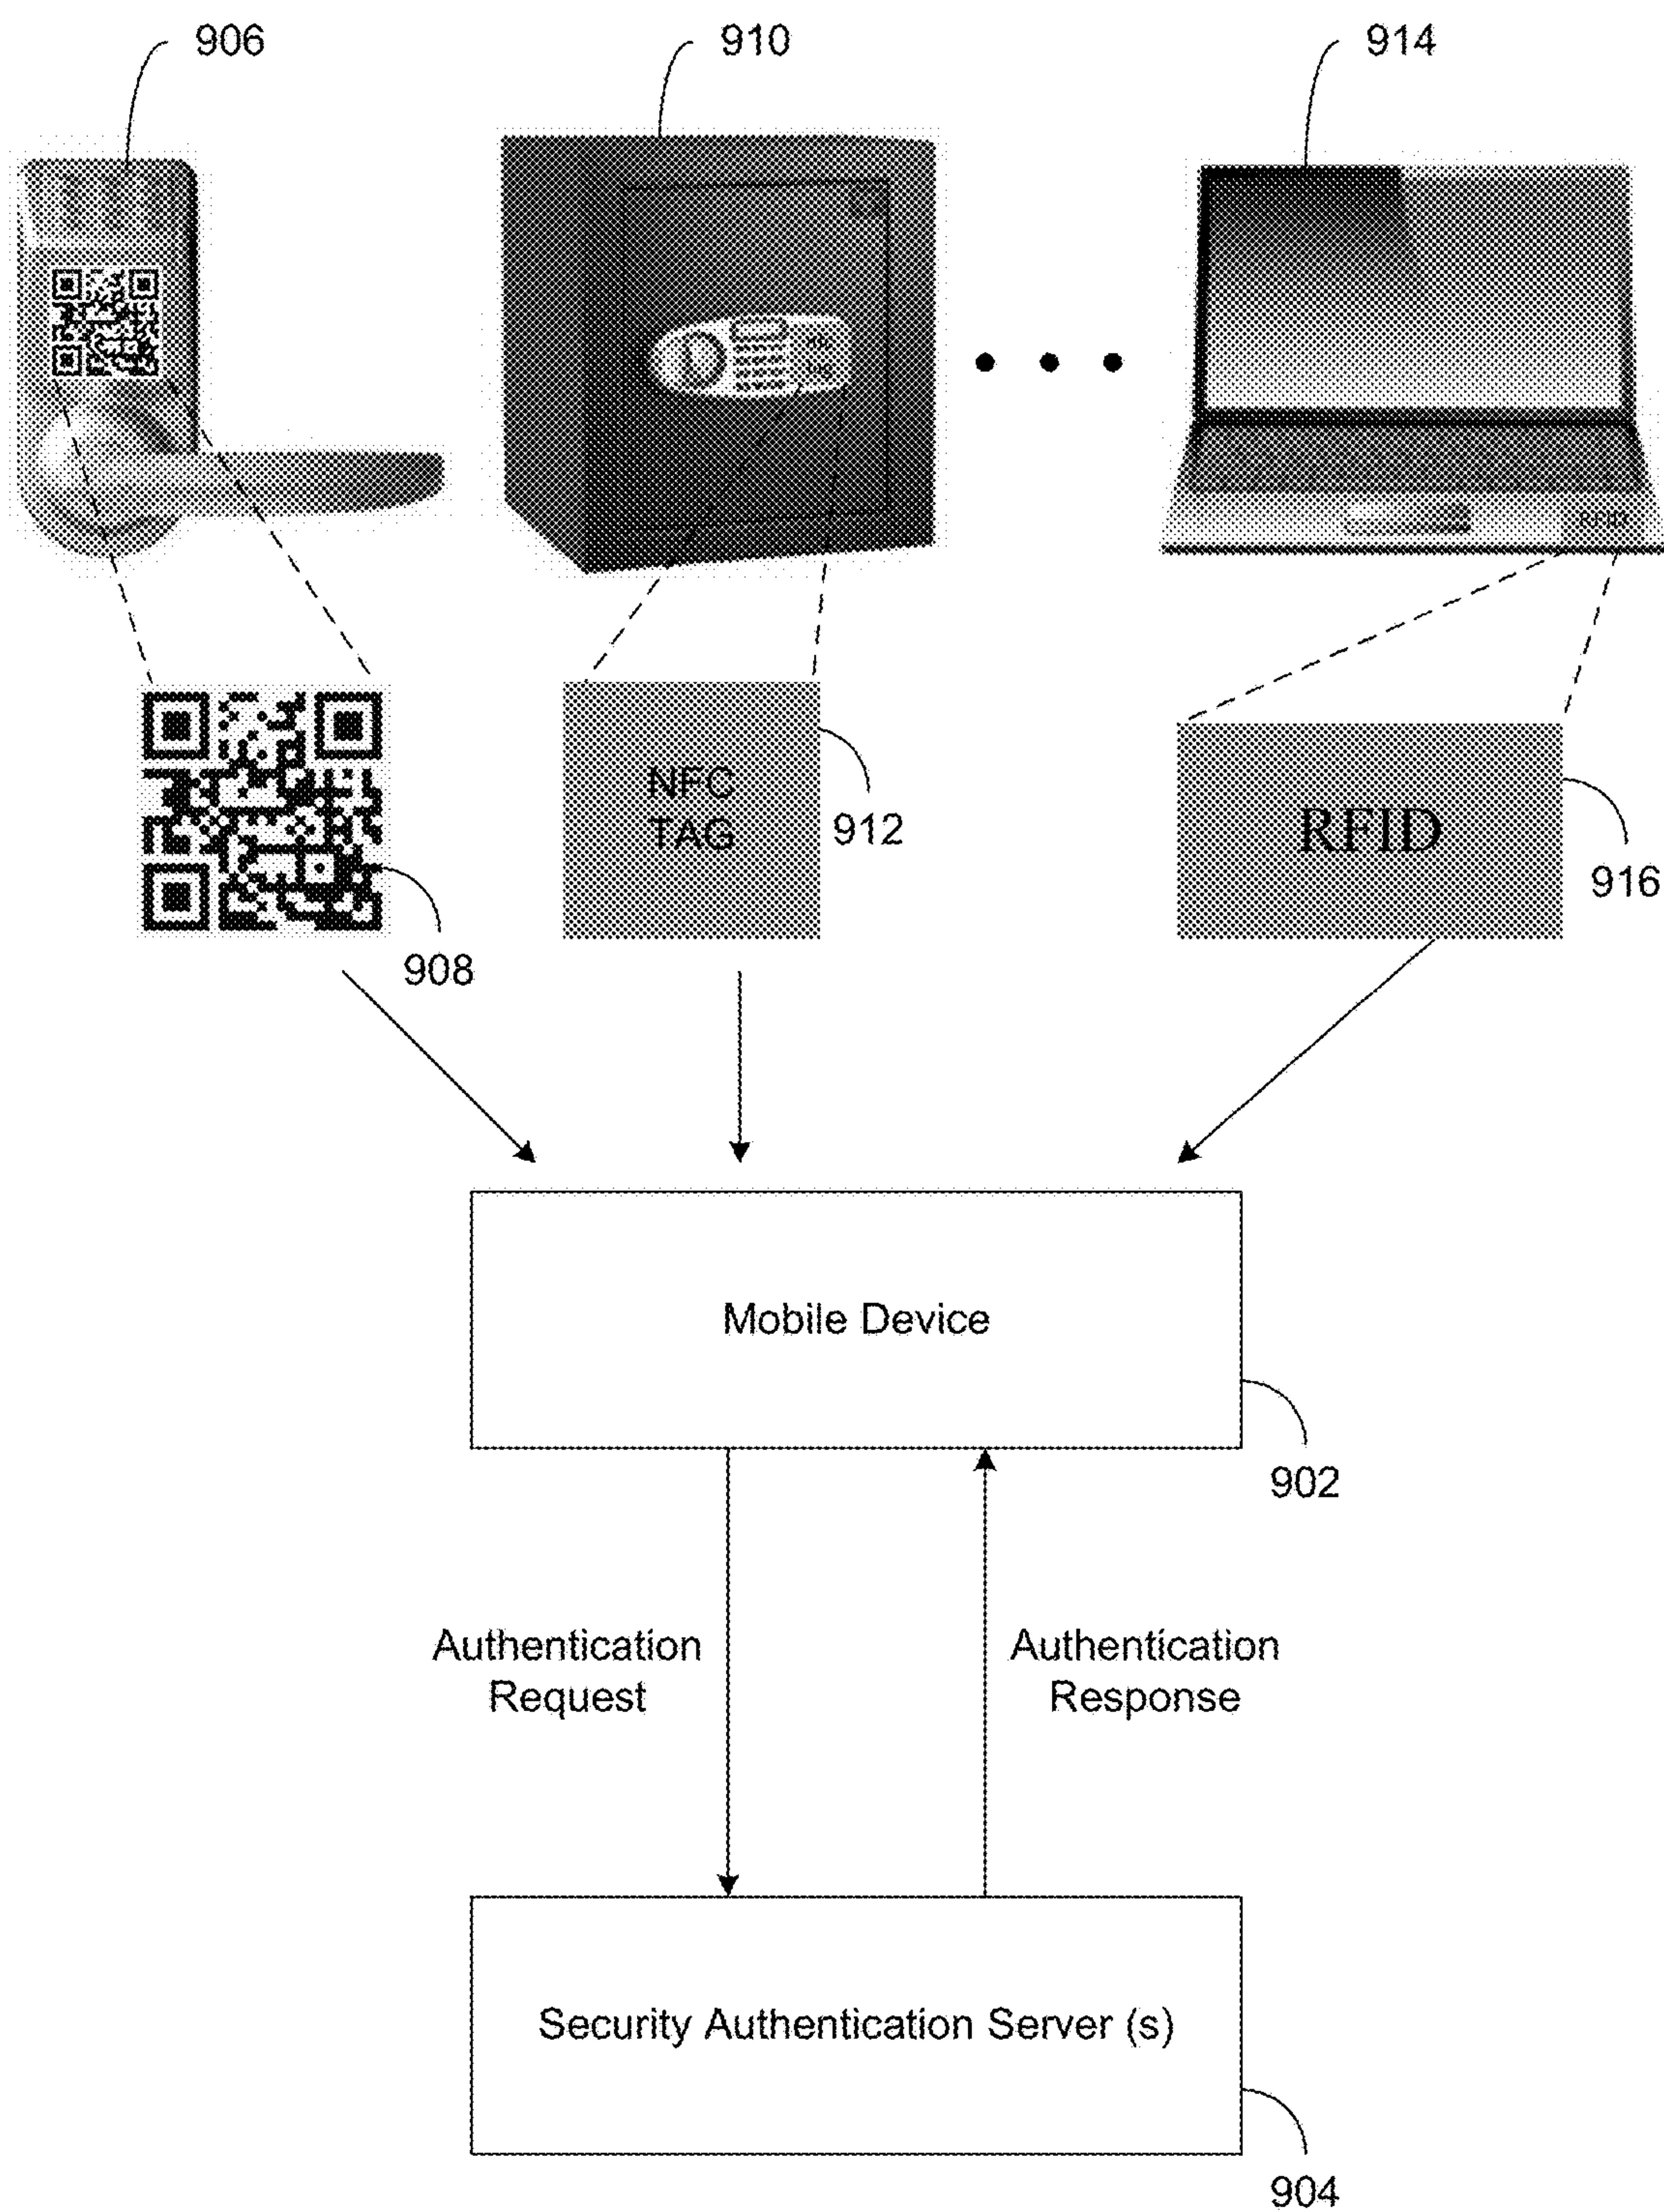 906
910
914
RFID
NFC
TAG
912
RFID
916
908
Mobile Device
902
Authentication
Request
Authentication
Response
Security Authentication Server (s)
904